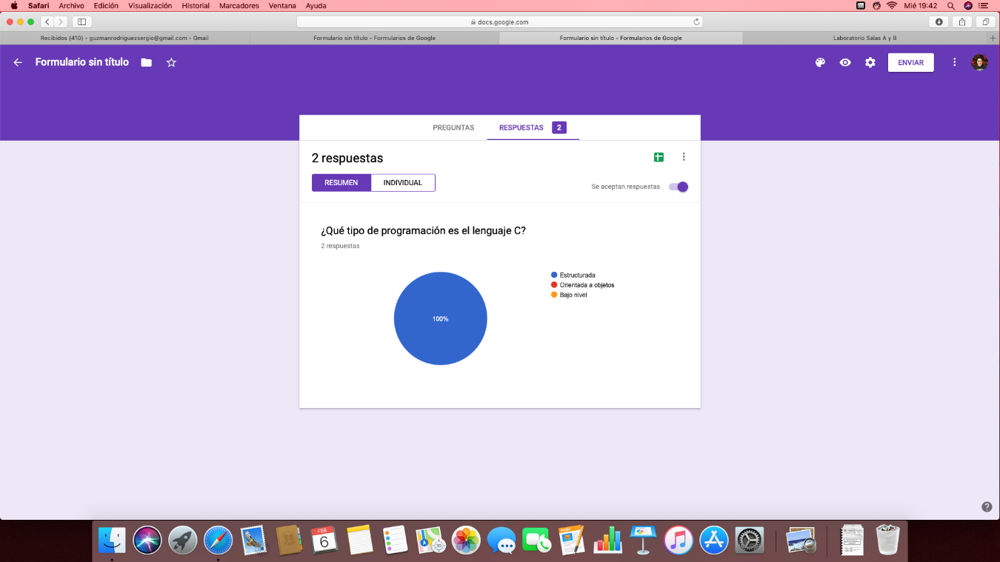 Safari Archivo Edición Visualización Historial Marcadores Ventana Ayuda Mié 19:42
docs.google.com
Recibidos (410) - guzmanrodriguezsergio@gmail.com - Gmail
Formulario sin título - Formularios de Google
Formulario sin título - Formularios de Google
Laboratorio Salas A y B
Formulario sin título
ENVIAR
PREGUNTAS
RESPUESTAS 2
2 respuestas
RESUMEN INDIVIDUAL
Se aceptan respuestas
¿Qué tipo de programación es el lenguaje C?
2 respuestas
Estructurada
Orientada a objetos
Bajo nivel
100%
FEB
6
3D